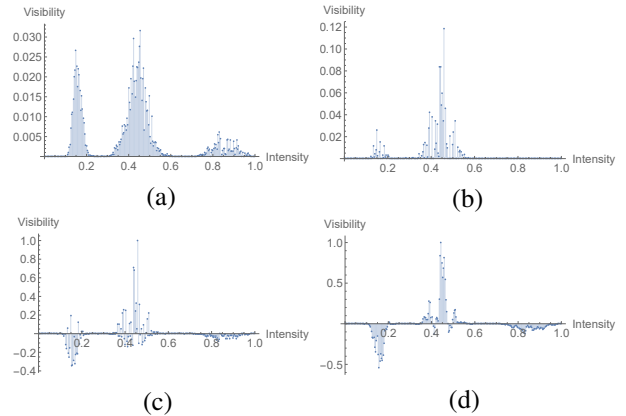 Visibility
0.030
0.025
0.020
0.015
0.010
0.005
0.2 0.4 0.6 0.8 1.0
Intensity
(a)
Visibility
0.12
0.10
0.08
0.06
0.04
0.02
0.2 0.4 0.6 0.8 1.0
Intensity
(b)
Visibility
1.0
0.8
0.6
0.4
0.2
-0.2
-0.4
0.2 0.4 0.6 0.8 1.0
Intensity
(c)
Visibility
1.0
0.5
-0.5
0.2 0.4 0.6 0.8 1.0
Intensity
(d)